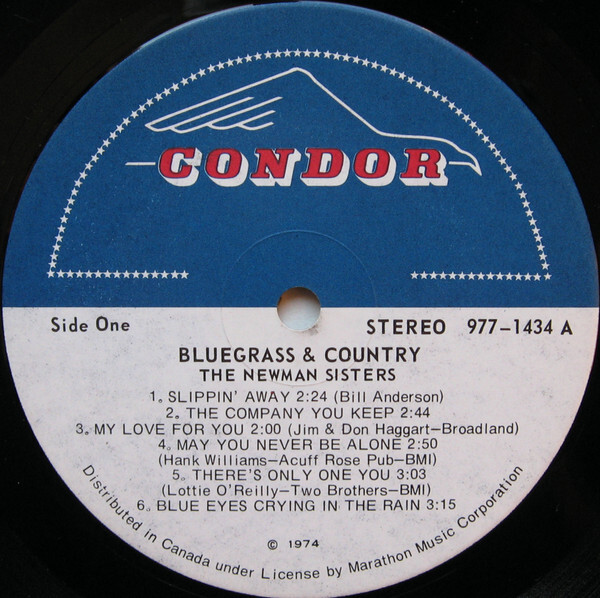 CONDOR
Side One
STEREO 977-1434 A
BLUEGRASS & COUNTRY
THE NEWMAN SISTERS
1. SLIPPIN' AWAY 2:24 (Bill Anderson)
2. THE COMPANY YOU KEEP 2:44
3. MY LOVE FOR YOU 2:00 (Jim & Don Haggart-Broadland)
4. MAY YOU NEVER BE ALONE 2:50
(Hank Williams-Acuff Rose Pub-BMI)
5. THERE'S ONLY ONE YOU 3:03
(Lottie O'Reilly-Two Brothers-BMI)
6. BLUE EYES CRYING IN THE RAIN 3:15
© 1974
Distributed in Canada under License by Marathon Music Corporation